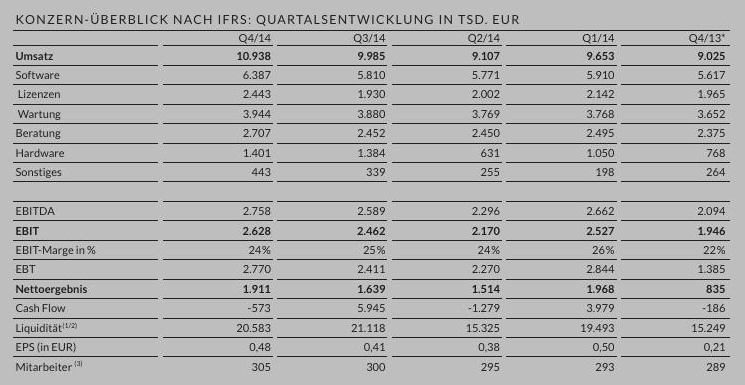 KONZERN-ÜBERBLICK NACH IFRS: QUARTALSENTWICKLUNG IN TSD. EUR
Q4/14 Q3/14 Q2/14 Q1/14 Q4/13*
Umsatz 10.938 9.985 9.107 9.653 9.025
Software 6.387 5.810 5.771 5.910 5.617
Lizenzen 2.443 1.930 2.002 2.142 1.965
Wartung 3.944 3.880 3.769 3.768 3.652
Beratung 2.707 2.452 2.450 2.495 2.375
Hardware 1.401 1.384 631 1.050 768
Sonstiges 443 339 255 198 264
EBITDA 2.758 2.589 2.296 2.662 2.094
EBIT 2.628 2.462 2.170 2.527 1.946
EBIT-Marge in % 24% 25% 24% 26% 22%
EBT 2.770 2.411 2.270 2.844 1.385
Nettoergebnis 1.911 1.639 1.514 1.968 835
Cash Flow -573 5.945 -1.279 3.979 -186
Liquidität(1/2) 20.583 21.118 15.325 19.493 15.249
EPS (in EUR) 0,48 0,41 0,38 0,50 0,21
Mitarbeiter (3) 305 300 295 293 289